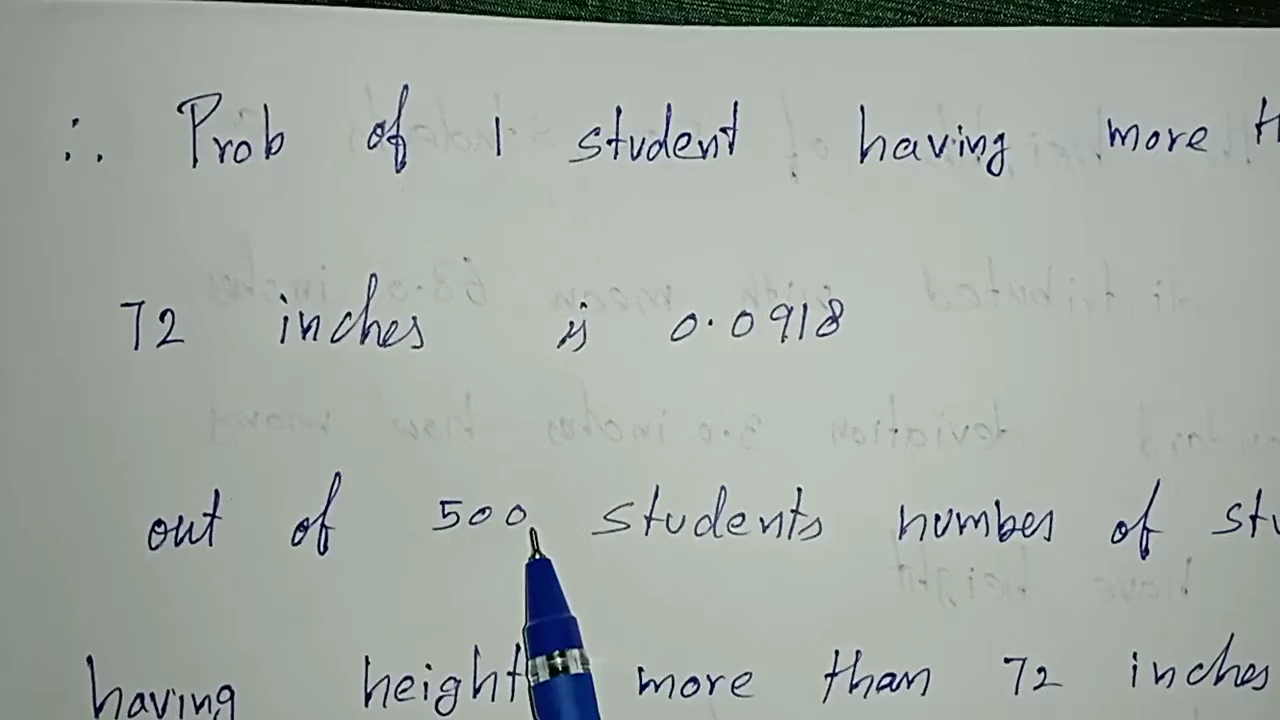 ∴ Prob of 1 student having more
72 inches is 0.0918
out of 500 students number of
having height more than 72 inches